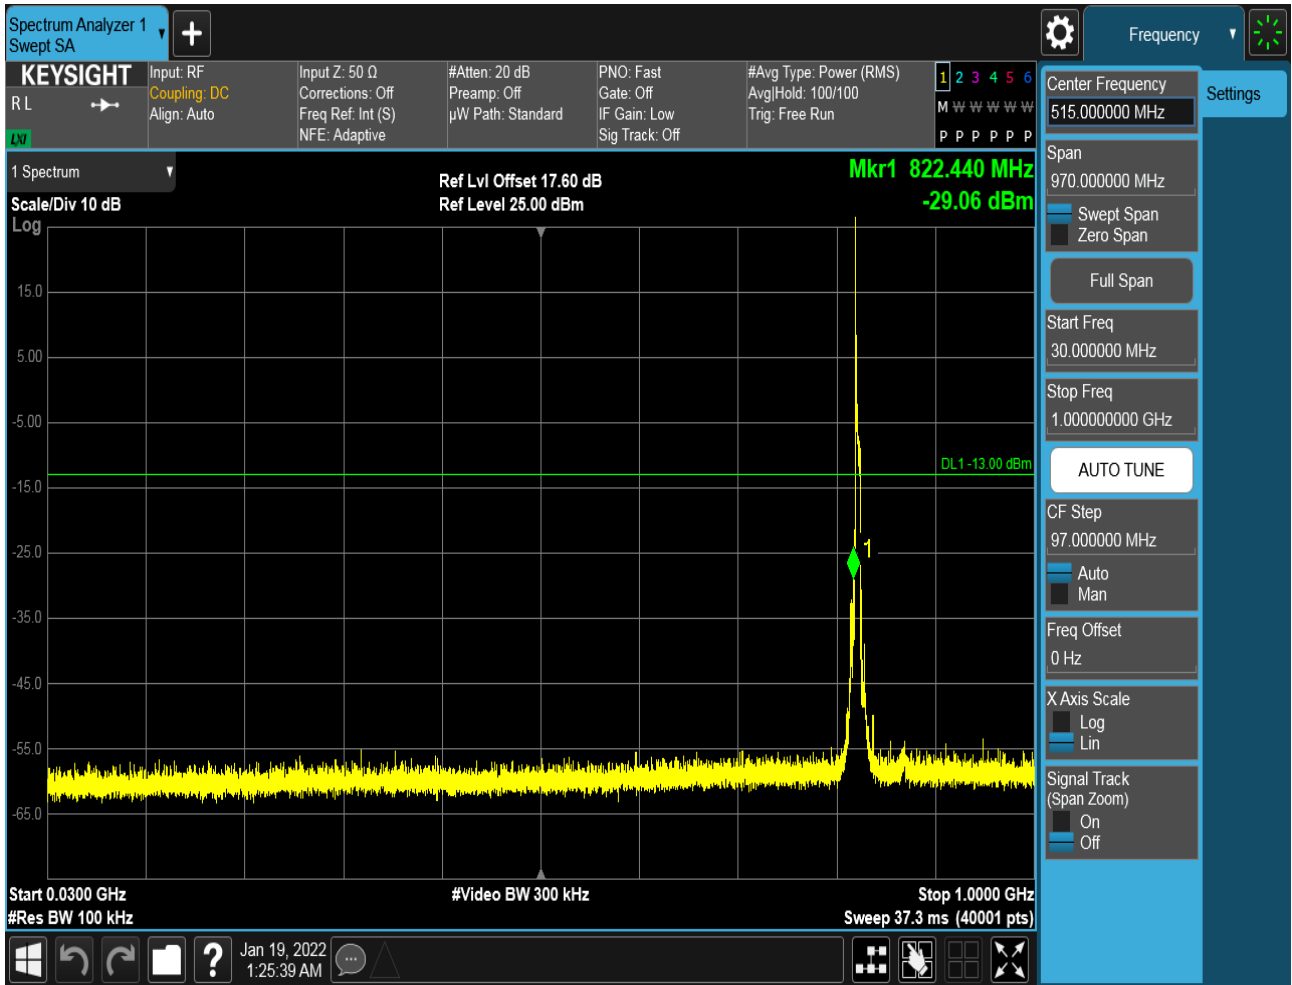 Spectrum Analyzer 1
Swept SA
Frequency
KEYSIGHT
R L
LXI
Input: RF
Coupling: DC
Align: Auto
Input Z: 50 Ω
Corrections: Off
Freq Ref: Int (S)
NFE: Adaptive
#Atten: 20 dB
Preamp: Off
µW Path: Standard
PNO: Fast
Gate: Off
IF Gain: Low
Sig Track: Off
#Avg Type: Power (RMS)
Avg|Hold: 100/100
Trig: Free Run
1 2 3 4 5 6
M W W W W W
P P P P P P
1 Spectrum
Scale/Div 10 dB
Log
Ref Lvl Offset 17.60 dB
Ref Level 25.00 dBm
Mkr1 822.440 MHz
-29.06 dBm
15.0
5.00
-5.00
DL1 -13.00 dBm
-15.0
-25.0
1
-35.0
-45.0
-55.0
-65.0
Start 0.0300 GHz
#Video BW 300 kHz
Stop 1.0000 GHz
#Res BW 100 kHz
Sweep 37.3 ms (40001 pts)
Center Frequency
515.000000 MHz
Settings
Span
970.000000 MHz
Swept Span
Zero Span
Full Span
Start Freq
30.000000 MHz
Stop Freq
1.000000000 GHz
AUTO TUNE
CF Step
97.000000 MHz
Auto
Man
Freq Offset
0 Hz
X Axis Scale
Log
Lin
Signal Track
(Span Zoom)
On
Off
?
Jan 19, 2022
1:25:39 AM